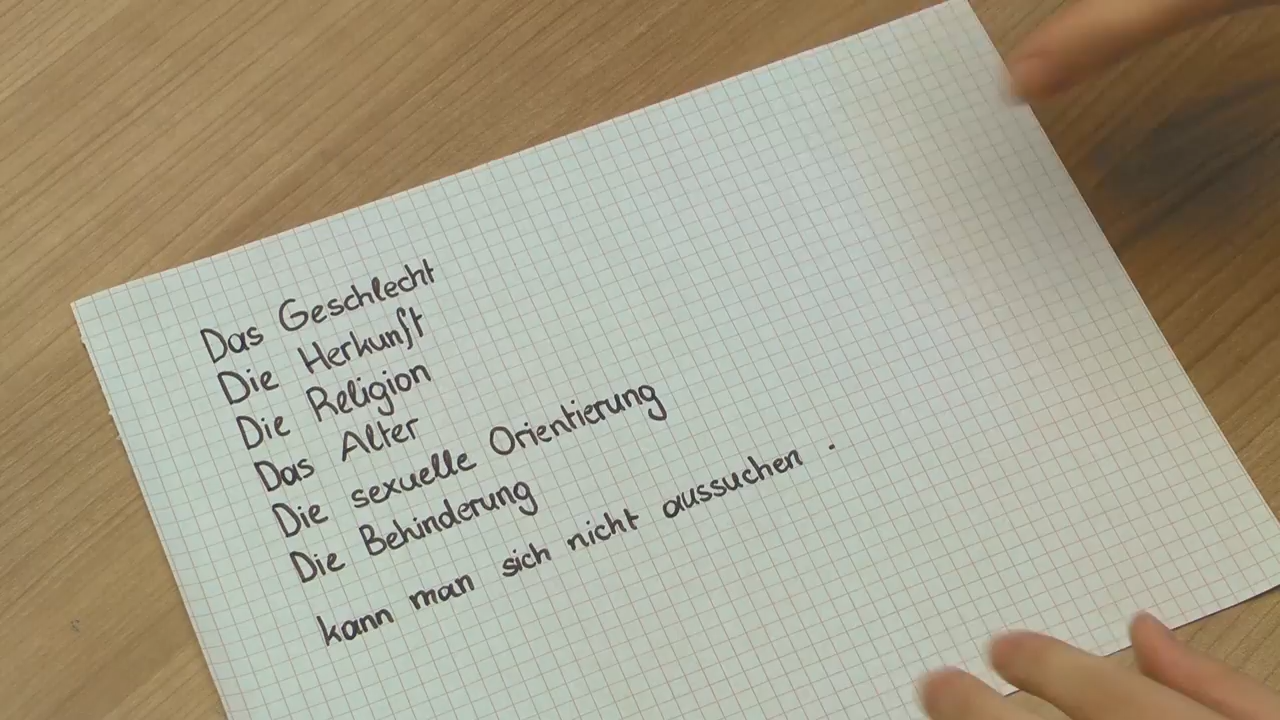 Das Geschlecht
Die Herkunft
Die Religion
Das Alter
Die sexuelle Orientierung
Die Behinderung
kann man sich nicht aussuchen.